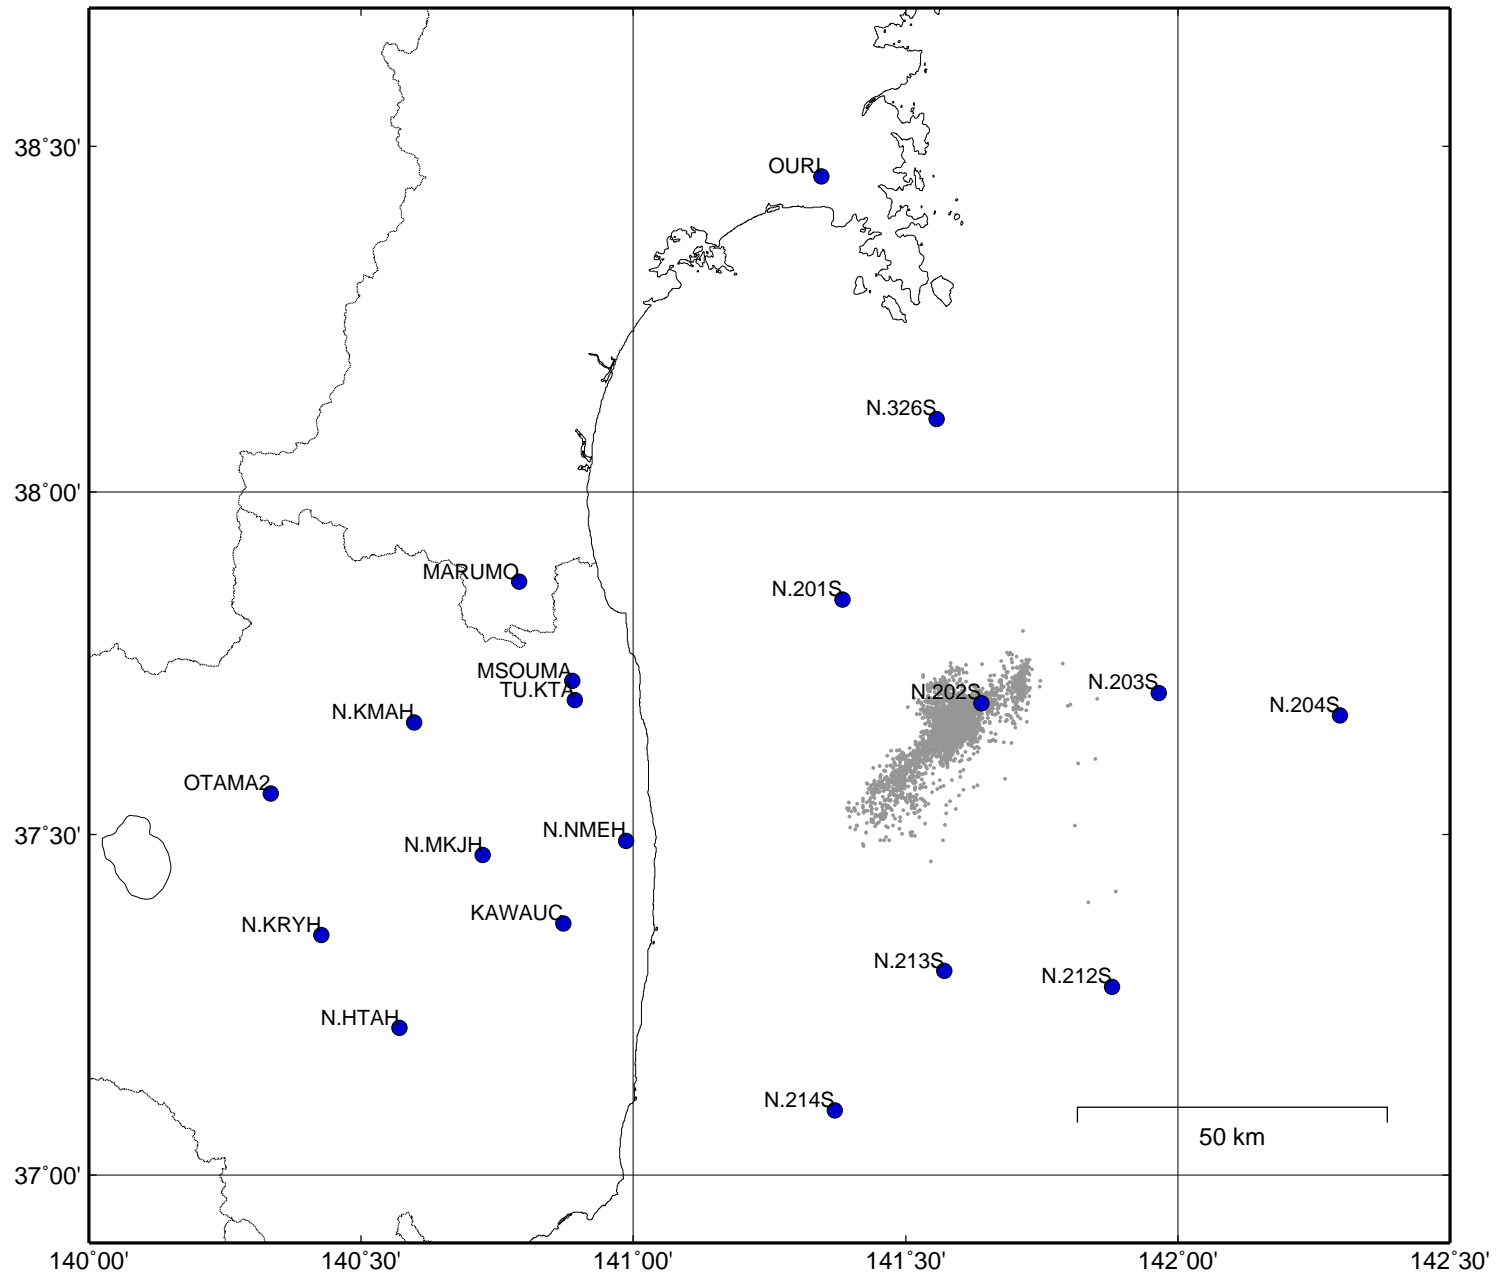 38°30'
OURI
N.326S
38°00'
MARUMO
N.201S
MSOUMA
TU.KTA
N.202S
N.203S
N.204S
N.KMAH
OTAMA2
37°30'
N.NMEH
N.MKJH
KAWAUC
N.KRYH
N.213S
N.212S
N.HTAH
N.214S
50 km
37°00'
140°00'
140°30'
141°00'
141°30'
142°00'
142°30'